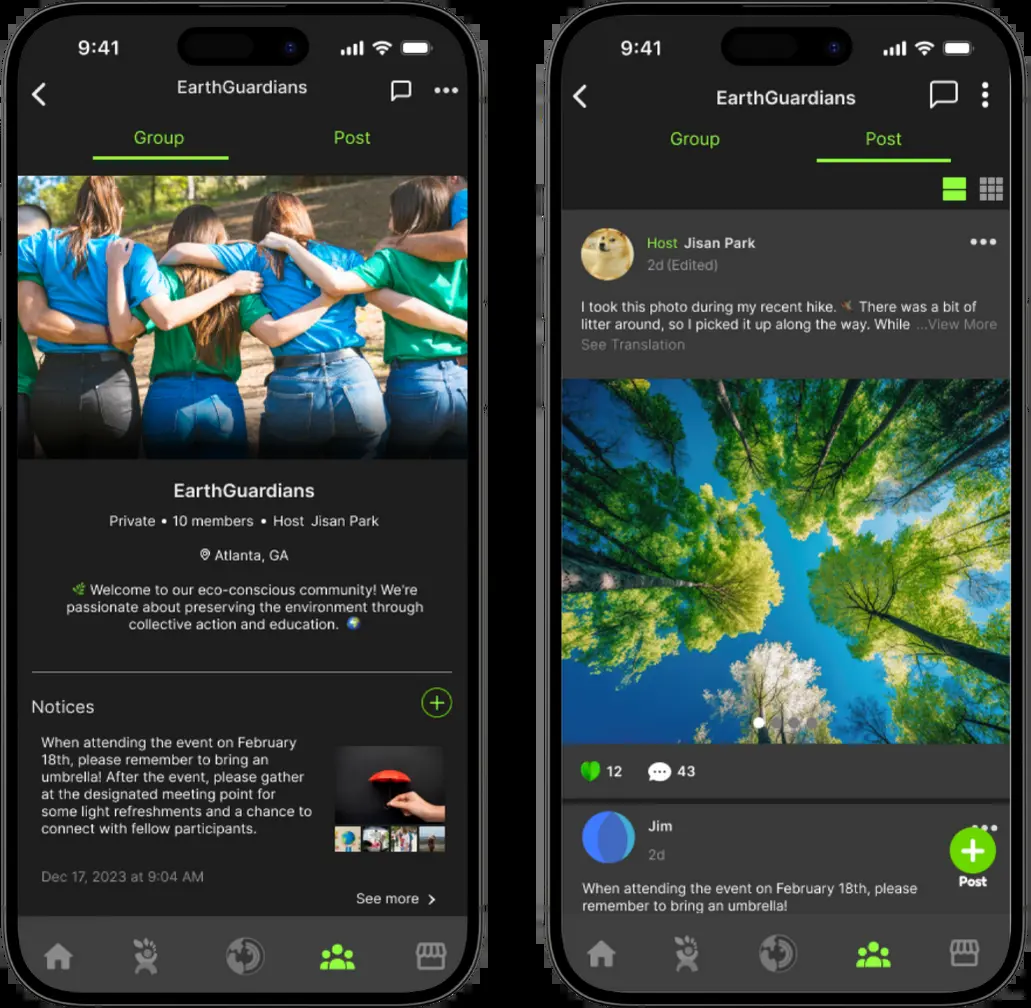 9:41
EarthGuardians
Group Post
EarthGuardians
Private • 10 members • Host Jisan Park
Atlanta, GA
🌿 Welcome to our eco-conscious community! We're
passionate about preserving the environment through
collective action and education. 🌍
Notices
When attending the event on February
18th, please remember to bring an
umbrella! After the event, please gather
at the designated meeting point for
some light refreshments and a chance to
connect with fellow participants.
Dec 17, 2023 at 9:04 AM
See more
9:41
EarthGuardians
Group Post
Host Jisan Park
2d (Edited)
I took this photo during my recent hike. 🍂 There was a bit of
litter around, so I picked it up along the way. While ...View More
See Translation
12 43
Jim
2d
Post
When attending the event on February 18th, please
remember to bring an umbrella!